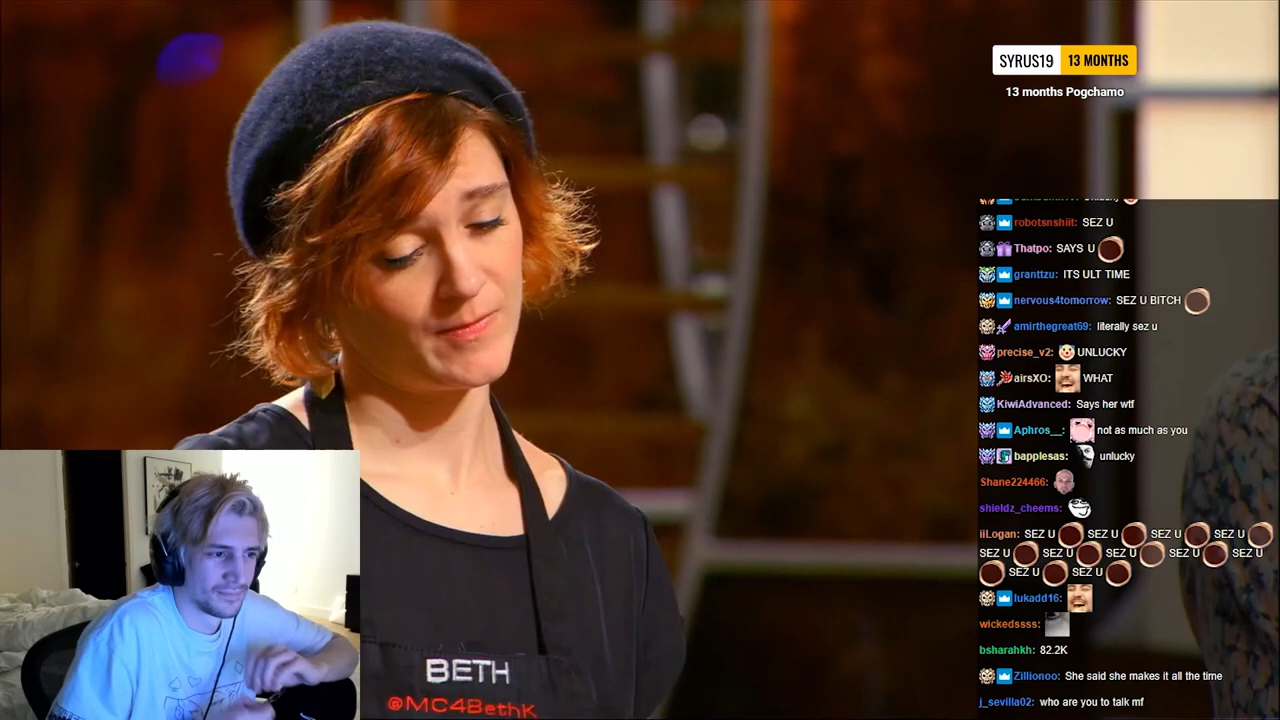 SYRUS19 13 MONTHS
13 months Pogchamo
robotsnshiit: SEZ U
Thatpo: SAYS U
granttzu: ITS ULT TIME
nervous4tomorrow: SEZ U BITCH
amirthegreat69: literally sez u
precise_v2: UNLUCKY
airsXO: WHAT
KiwiAdvanced: Says her wtf
Aphros__: not as much as you
bapplesas: unlucky
Shane224466:
shieldz_cheems:
iiLogan: SEZ U SEZ U SEZ U SEZ U
SEZ U SEZ U SEZ U SEZ U SEZ U
SEZ U SEZ U
lukadd16:
wickedssss:
bsharahkh: 82.2K
Zillionoo: She said she makes it all the time
j_sevilla02: who are you to talk mf
BETH
@MC4BethK